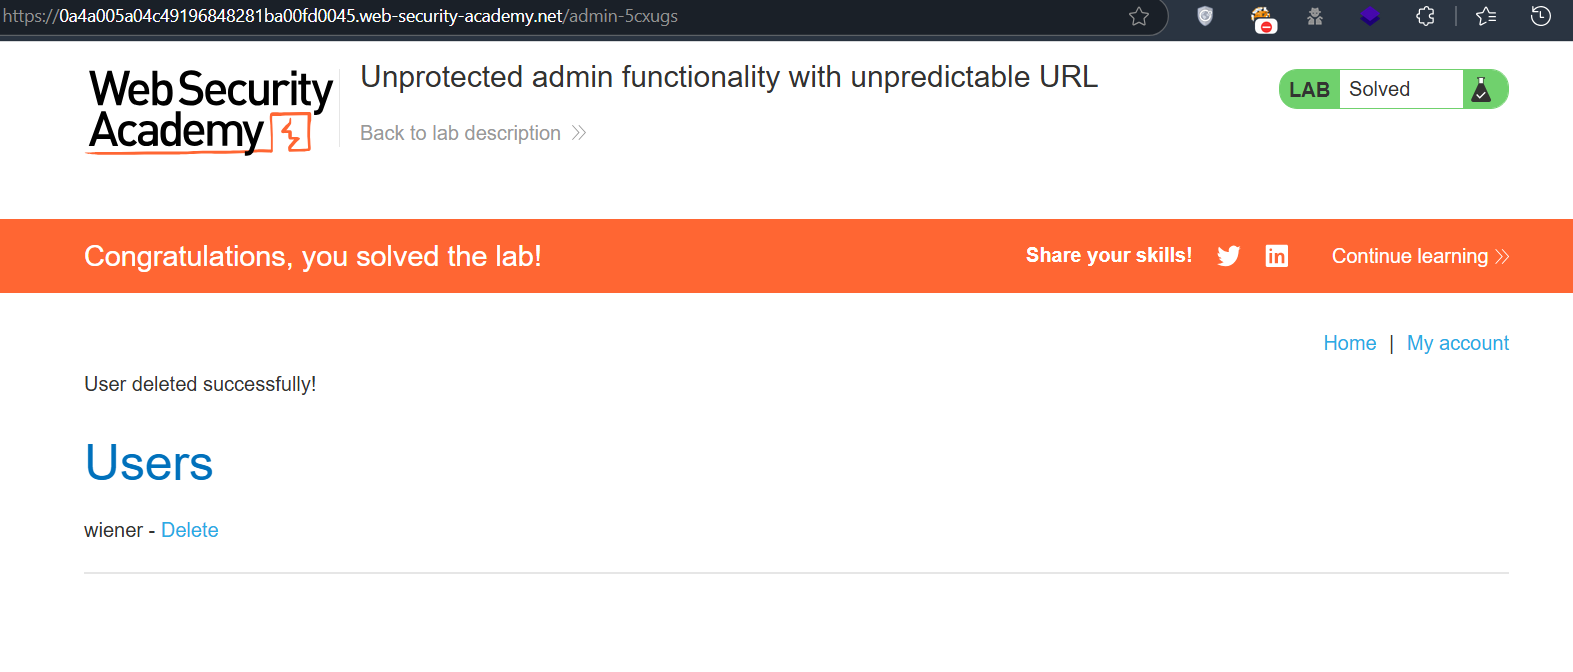 https://0a4a005a04c49196848281ba00fd0045.web-security-academy.net/admin-5cxugs
Web Security
Academy
Unprotected admin functionality with unpredictable URL
Back to lab description
LAB Solved
Congratulations, you solved the lab!
Share your skills!
Continue learning
Home | My account
User deleted successfully!
Users
wiener - Delete